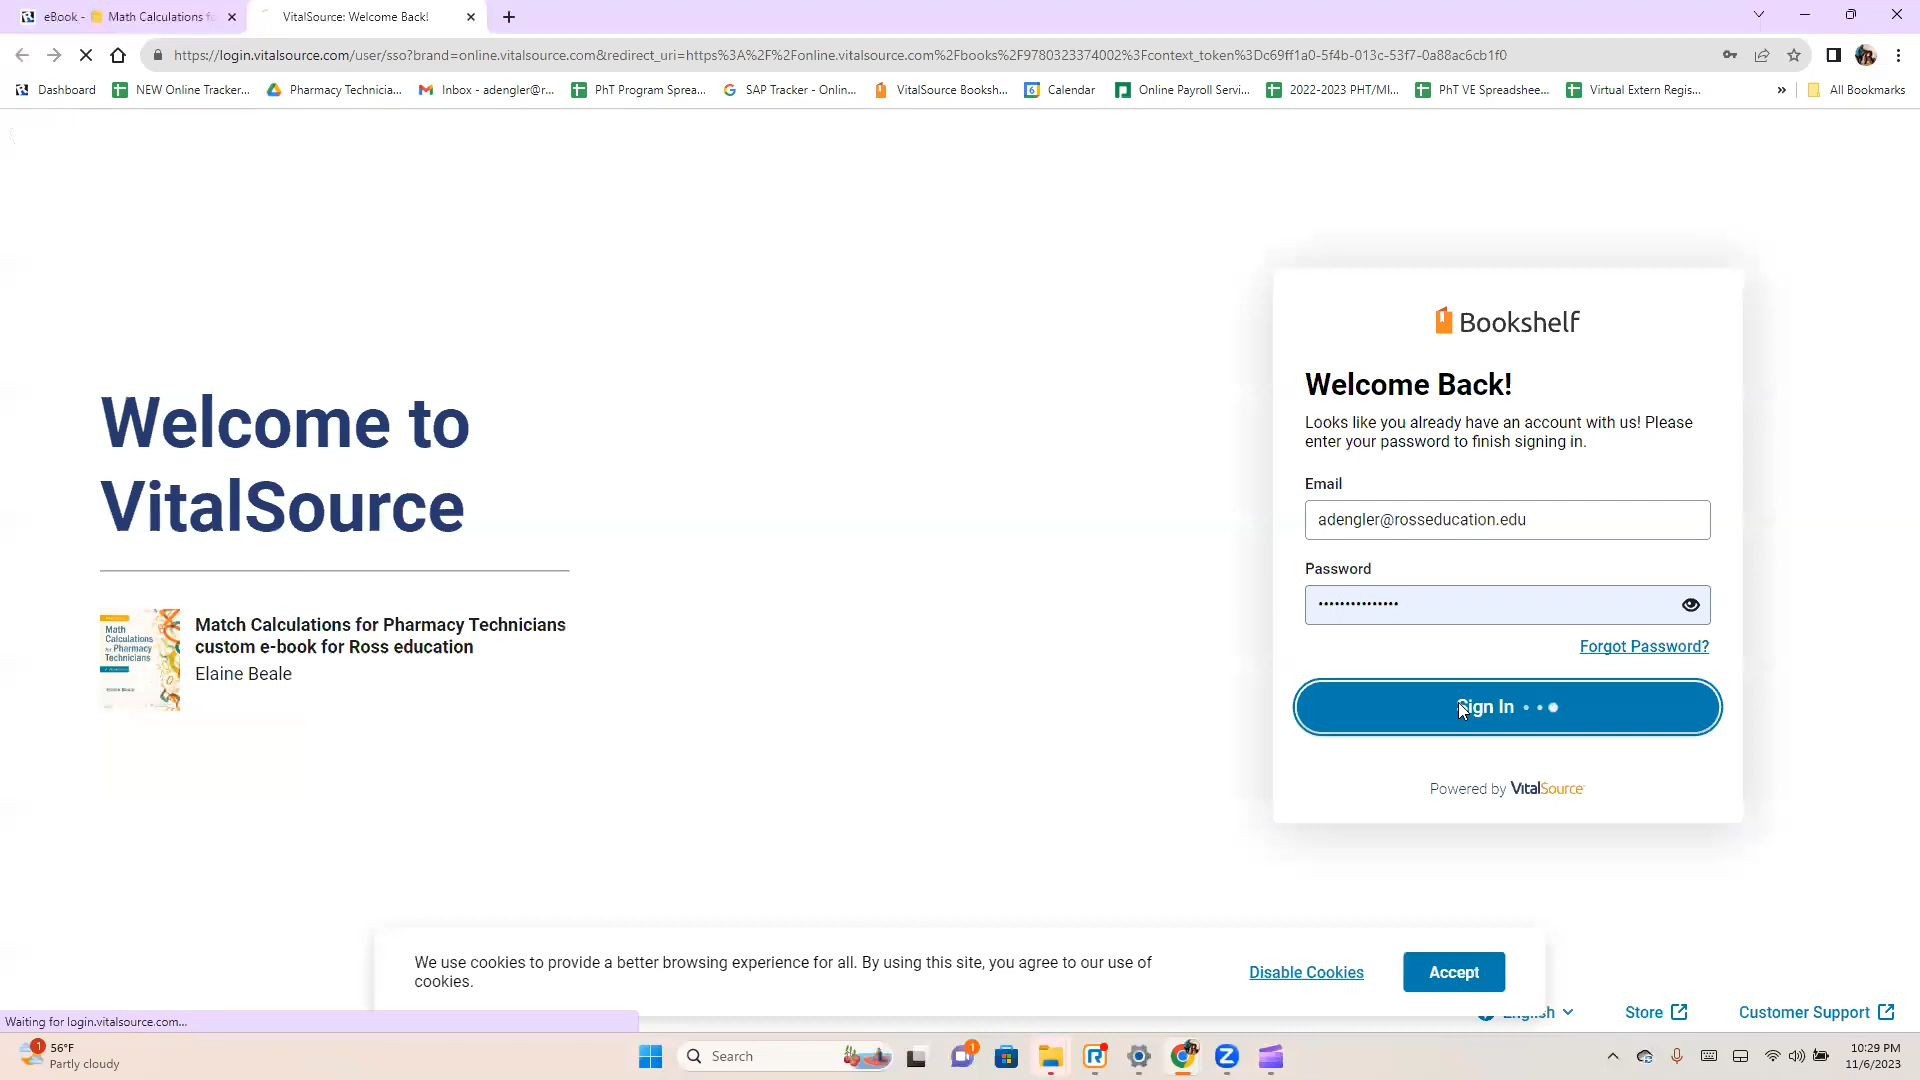 eBook - Math Calculations fo
VitalSource: Welcome Back!
https://login.vitalsource.com/user/sso?brand=online.vitalsource.com&redirect_uri=https%3A%2F%2Fonline.vitalsource.com%2Fbooks%2F9780323374002%3Fcontext_token%3Dc69ff1a0-5f4b-013c-53f7-0a88ac6cb1f0
Dashboard
NEW Online Tracker...
Pharmacy Technicia...
Inbox - adengler@r...
PhT Program Sprea...
SAP Tracker - Onlin...
VitalSource Booksh...
Calendar
Online Payroll Servi...
2022-2023 PHT/MI...
PhT VE Spreadshee...
Virtual Extern Regis...
All Bookmarks
Welcome to
VitalSource
Math
Calculations
for Pharmacy
Technicians
Match Calculations for Pharmacy Technicians
custom e-book for Ross education
Elaine Beale
Bookshelf
Welcome Back!
Looks like you already have an account with us! Please
enter your password to finish signing in.
Email
adengler@rosseducation.edu
Password
•••••••••••••••
Forgot Password?
Sign In
Powered by VitalSource
We use cookies to provide a better browsing experience for all. By using this site, you agree to our use of
cookies.
Disable Cookies
Accept
English
Store
Customer Support
Waiting for login.vitalsource.com...
1
56°F
Partly cloudy
Search
1
10:29 PM
11/6/2023